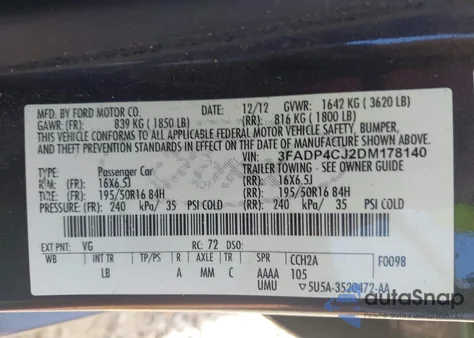 MFD. BY FORD MOTOR CO. DATE: 12/12 GVWR: 1642 KG ( 3620 LB)
GAWR:(FR): 839 KG ( 1850 LB) (RR): 816 KG ( 1800 LB)
THIS VEHICLE CONFORMS TO ALL APPLICABLE FEDERAL MOTOR VEHICLE SAFETY, BUMPER,
AND THEFT PREVENTION STANDARDS IN EFFECT ON THE DATE OF MANUFACTURE SHOWN ABOVE.
VIN: 3FADP4CJ2DM178140
TYPE: Passenger Car TRAILER TOWING - SEE OWNER GUIDE
RIM: (FR): 16X6.5J (RR): 16X6.5J
TIRE: (FR): 195/50R16 84H (RR): 195/50R16 84H
PRESSURE: (FR): 240 kPa/ 35 PSI COLD (RR): 240 kPa/ 35 PSI COLD
EXT PNT: VG RC: 72 DSO:
WB INT TR TP/PS R AXLE TR SPR CCH2A F0098
LB A MM C AAAA 105
UMU ▽5U5A-3520472-AA
autoSnap